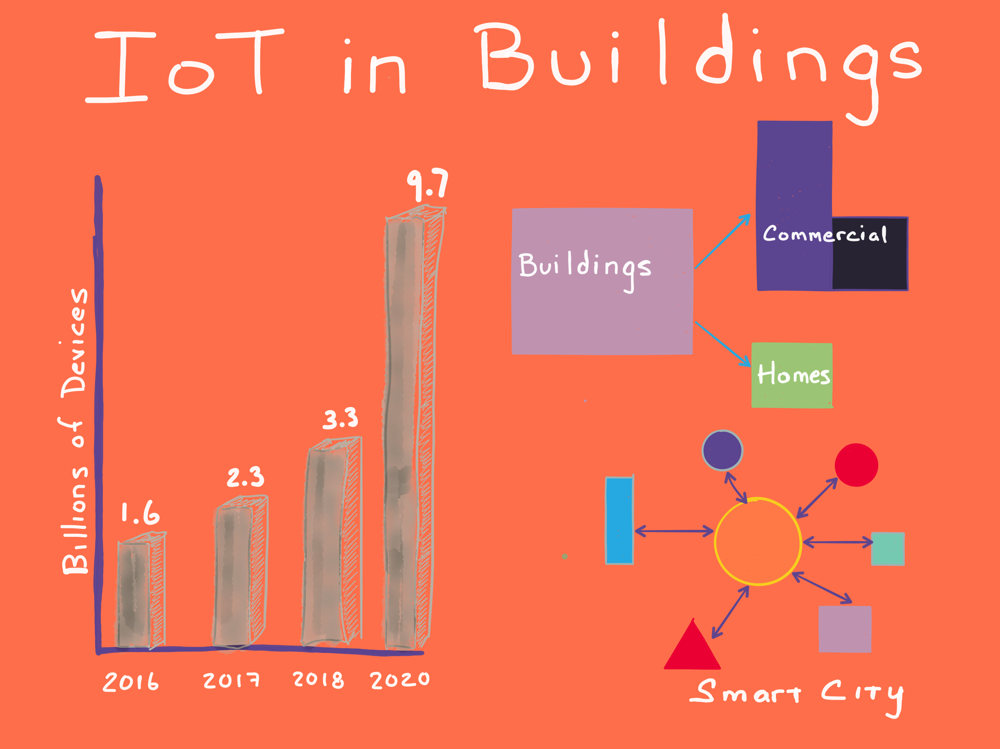 IoT in Buildings
Billions of Devices
1.6
2.3
3.3
9.7
2016
2017
2018
2020
Buildings
Commercial
Homes
Smart City